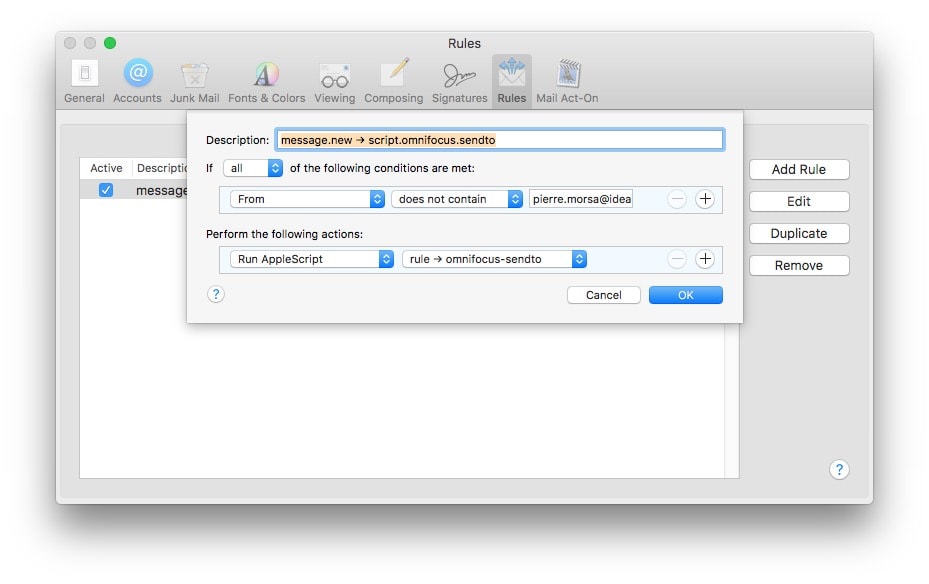 Rules
General Accounts Junk Mail Fonts & Colors Viewing Composing Signatures Rules Mail Act-On
Description: message.new → script.omnifocus.sendto
If all of the following conditions are met:
Active Descriptio
message
From does not contain pierre.morsa@idea
Perform the following actions:
Run AppleScript rule → omnifocus-sendto
? Cancel OK
Add Rule
Edit
Duplicate
Remove
?